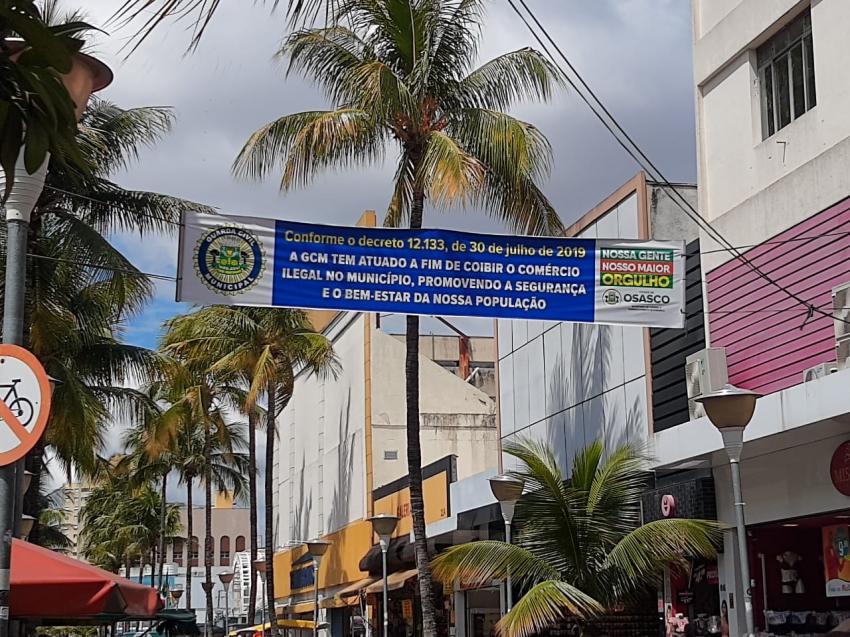 GUARDA CIVIL
MUNICIPAL
Conforme o decreto 12.133, de 30 de julho de 2019
A GCM TEM ATUADO A FIM DE COIBIR O COMÉRCIO
ILEGAL NO MUNICÍPIO, PROMOVENDO A SEGURANÇA
E O BEM-ESTAR DA NOSSA POPULAÇÃO
NOSSA GENTE
NOSSO MAIOR
ORGULHO
OSASCO